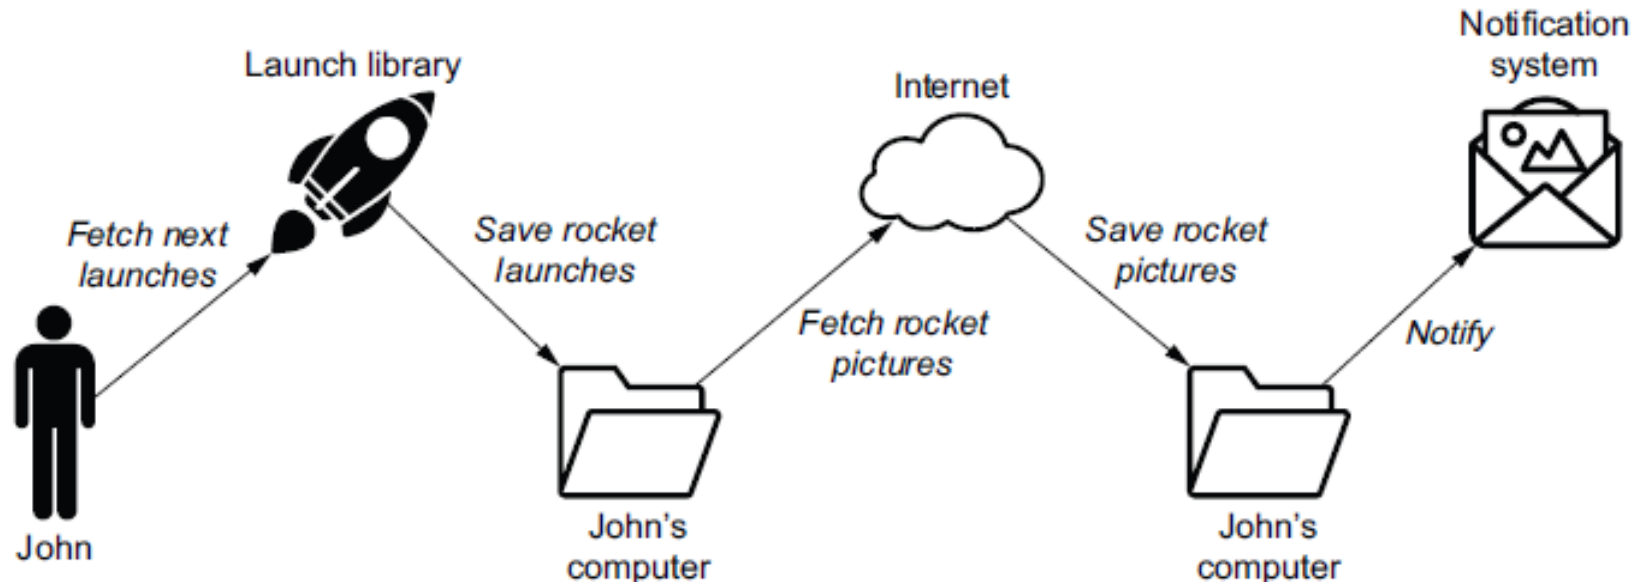 Notification
system
Launch library
Internet
Fetch next
launches
Save rocket
launches
Save rocket
pictures
Fetch rocket
pictures
Notify
John
John's
computer
John's
computer